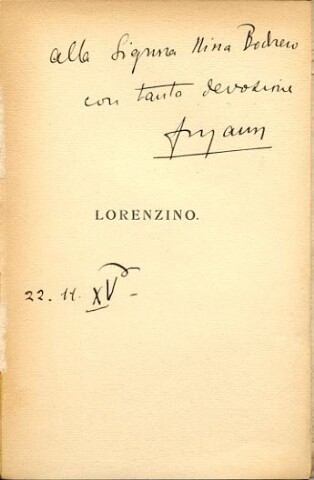 alla Signora Nina Bodrero
con tanta devozione
LORENZINO.
22. 11. XV